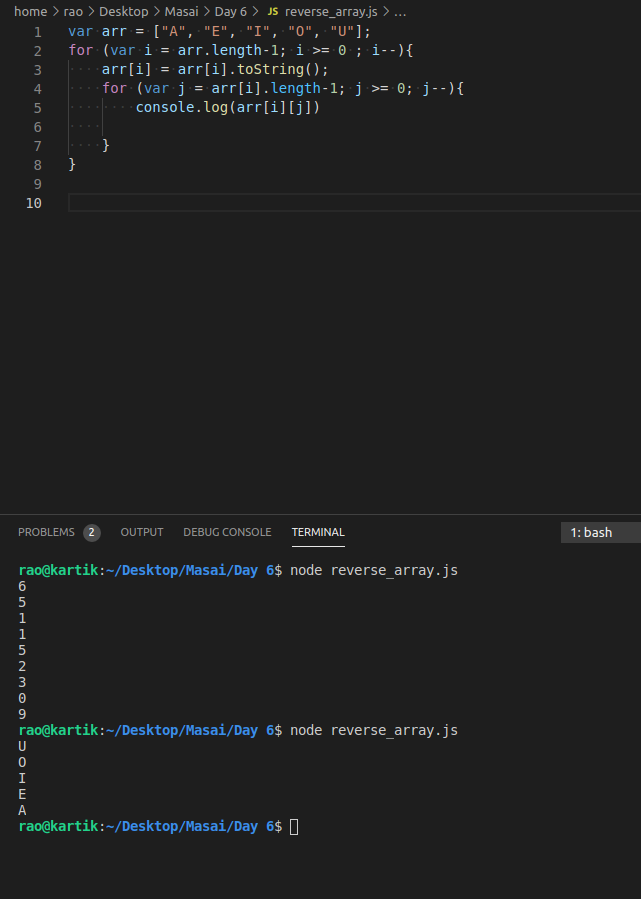 home > rao > Desktop > Masai > Day 6 > JS reverse_array.js > ...
1 var arr = ["A", "E", "I", "O", "U"];
2 for (var i = arr.length-1; i >= 0 ; i--){
3     arr[i] = arr[i].toString();
4     for (var j = arr[i].length-1; j >= 0; j--){
5         console.log(arr[i][j])
6
7     }
8 }
9
10
PROBLEMS 2 OUTPUT DEBUG CONSOLE TERMINAL 1: bash
rao@kartik:~/Desktop/Masai/Day 6$ node reverse_array.js
6
5
1
1
5
2
3
0
9
rao@kartik:~/Desktop/Masai/Day 6$ node reverse_array.js
U
O
I
E
A
rao@kartik:~/Desktop/Masai/Day 6$